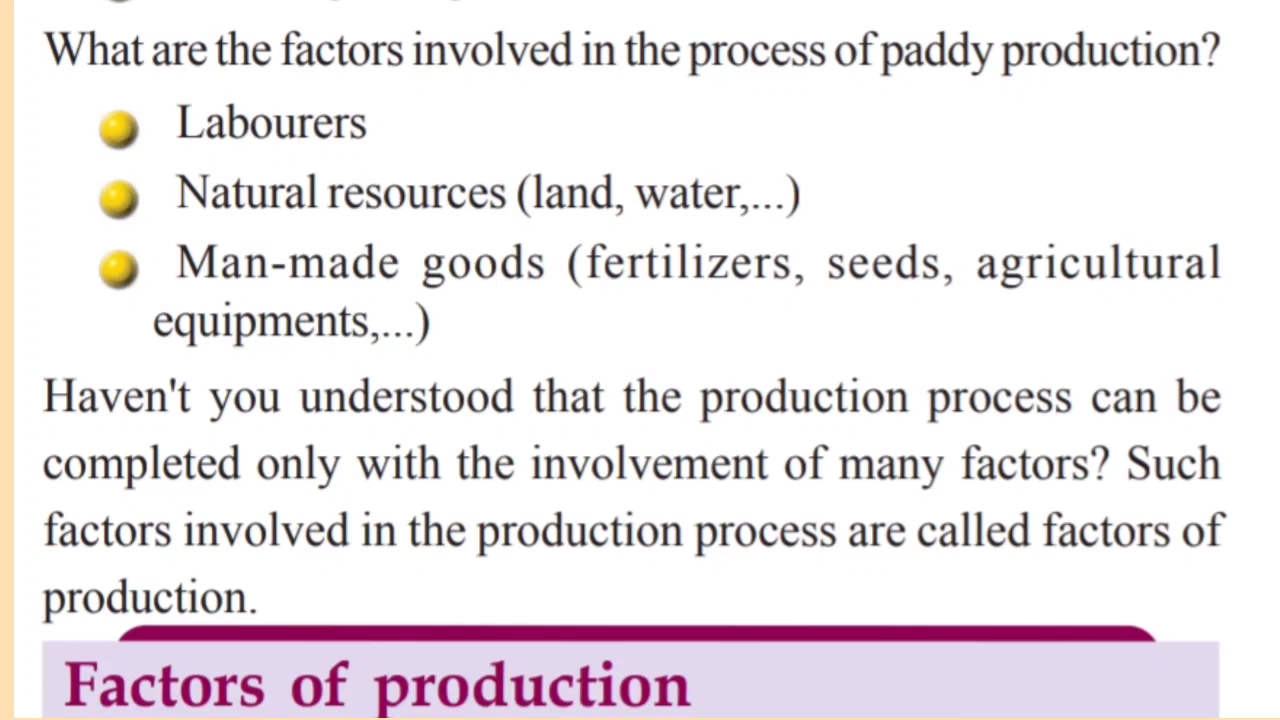 What are the factors involved in the process of paddy production?
Labourers
Natural resources (land, water,...)
Man-made goods (fertilizers, seeds, agricultural
equipments,...)
Haven't you understood that the production process can be
completed only with the involvement of many factors? Such
factors involved in the production process are called factors of
production.
Factors of production